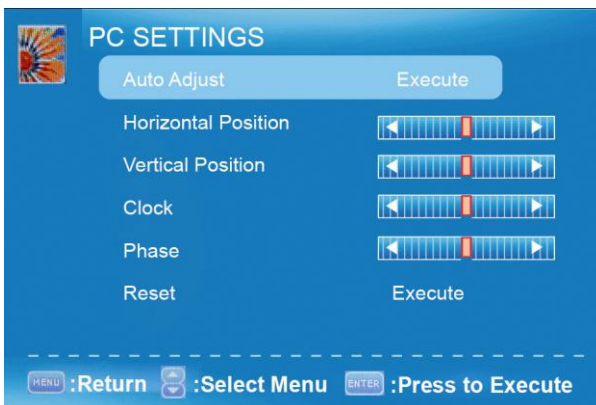 PC SETTINGS
Auto Adjust Execute
Horizontal Position
Vertical Position
Clock
Phase
Reset Execute
MENU :Return :Select Menu ENTER :Press to Execute